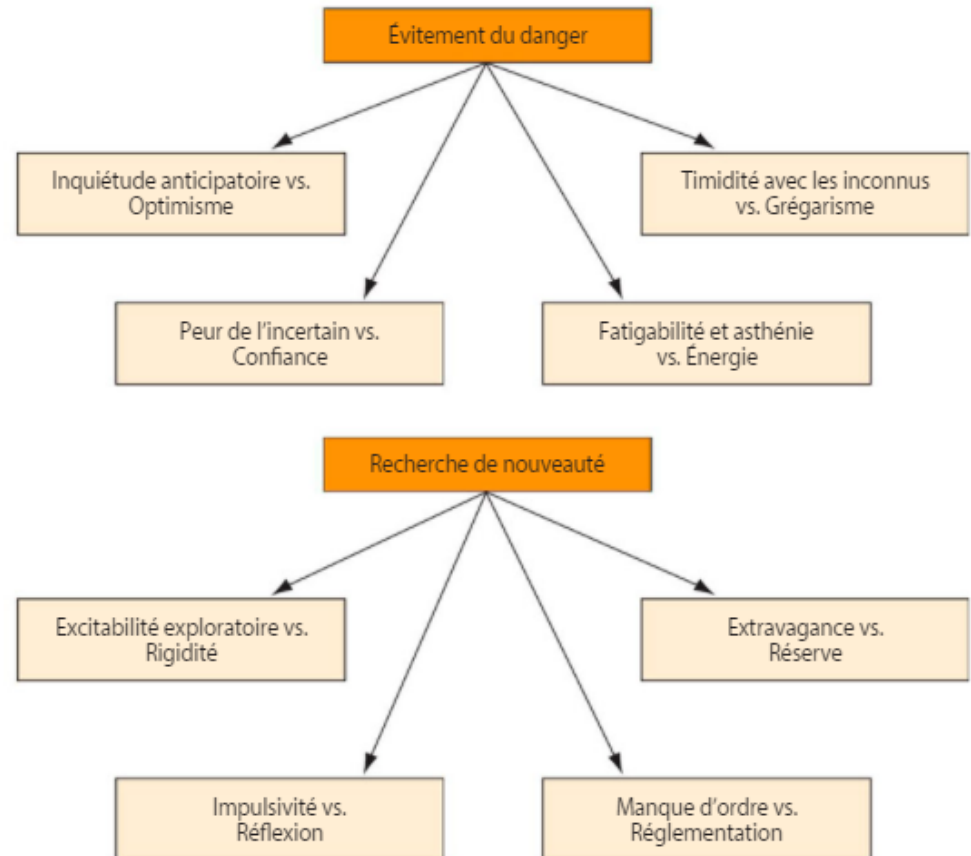 Évitement du danger
Inquiétude anticipatoire vs.
Optimisme
Timidité avec les inconnus
vs. Grégarisme
Peur de l'incertain vs.
Confiance
Fatigabilité et asthénie
vs. Énergie
Recherche de nouveauté
Excitabilité exploratoire vs.
Rigidité
Extravagance vs.
Réserve
Impulsivité vs.
Réflexion
Manque d'ordre vs.
Réglementation